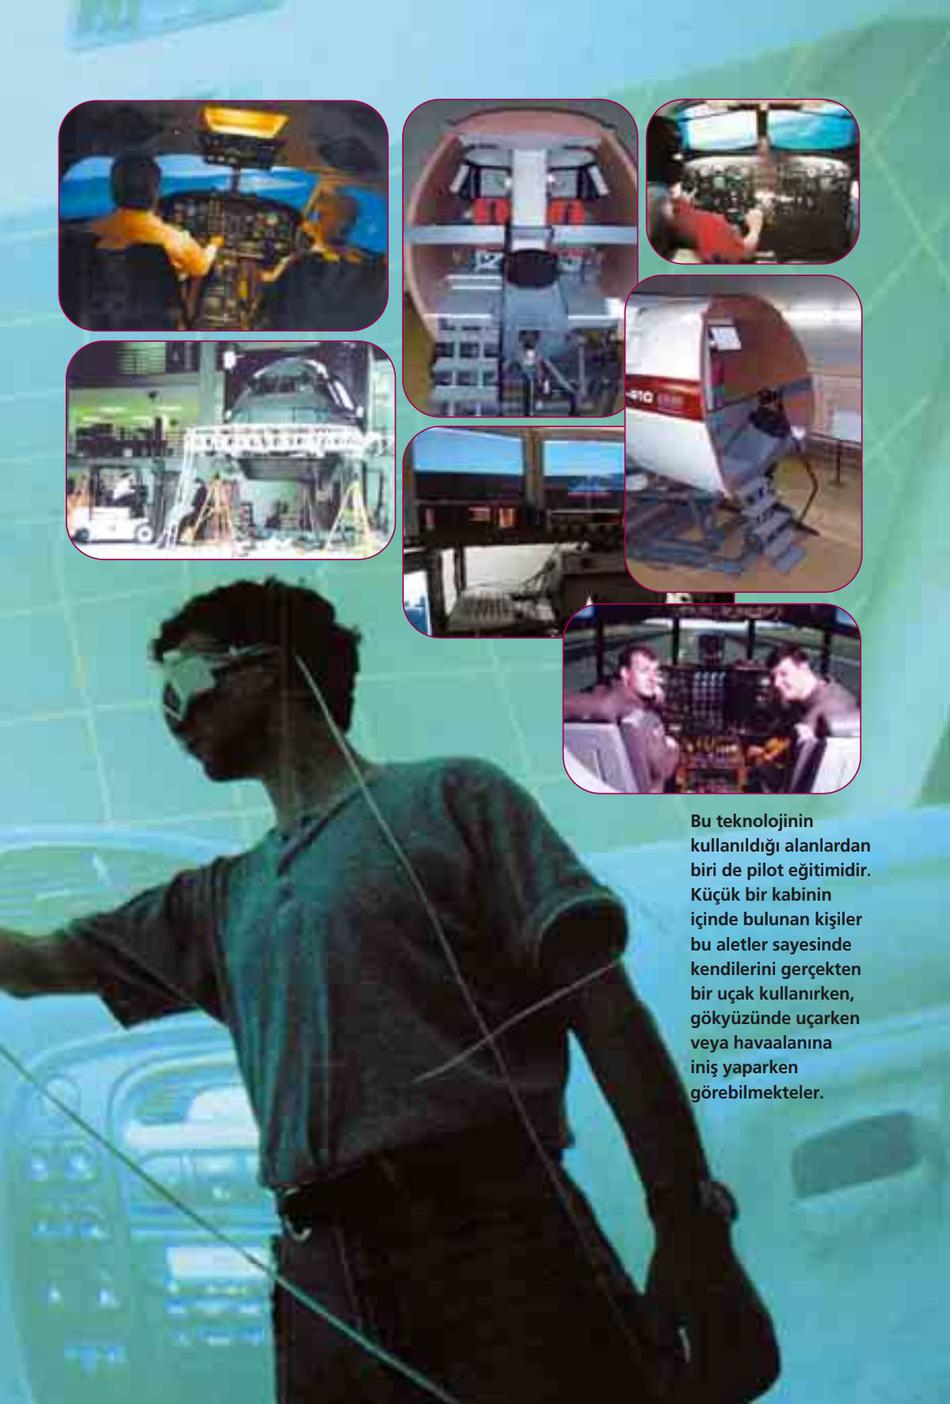 -410
Bu teknolojinin
kullanıldığı alanlardan
biri de pilot eğitimidir.
Küçük bir kabinin
içinde bulunan kişiler
bu aletler sayesinde
kendilerini gerçekten
bir uçak kullanırken,
gökyüzünde uçarken
veya havaalanına
iniş yaparken
görebilmekteler.